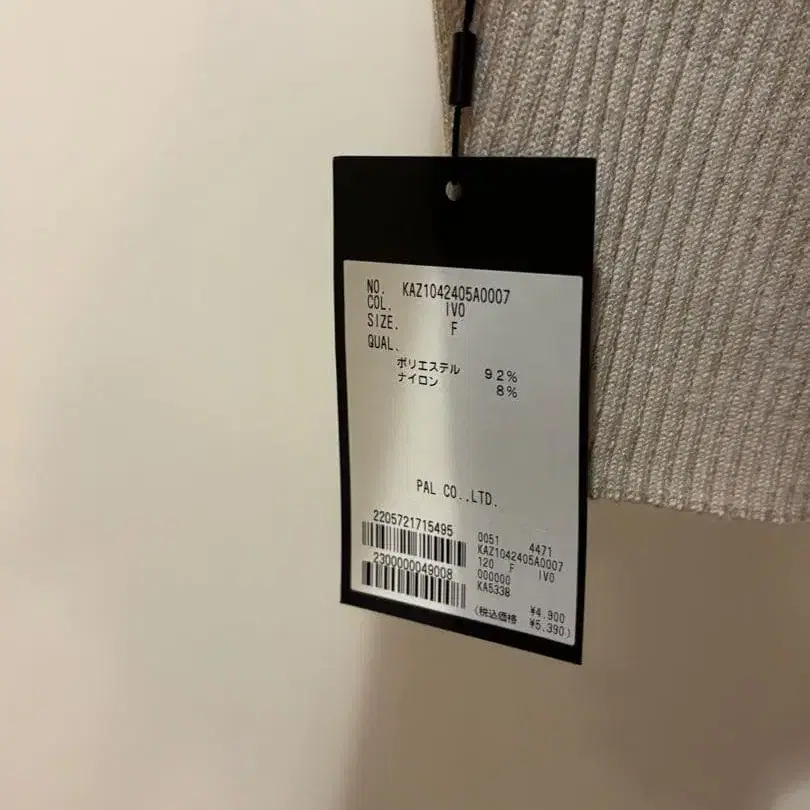 NO. KAZ1042405A0007
COL. IVO
SIZE. F
QUAL.
ポリエステル 92%
ナイロン 8%
PAL CO.,LTD.
2205721715495
2300000049008
0051 4471
KAZ1042405A0007
120 F IVO
000000
KA5338
¥4,900
(税込価格 ¥5,390)